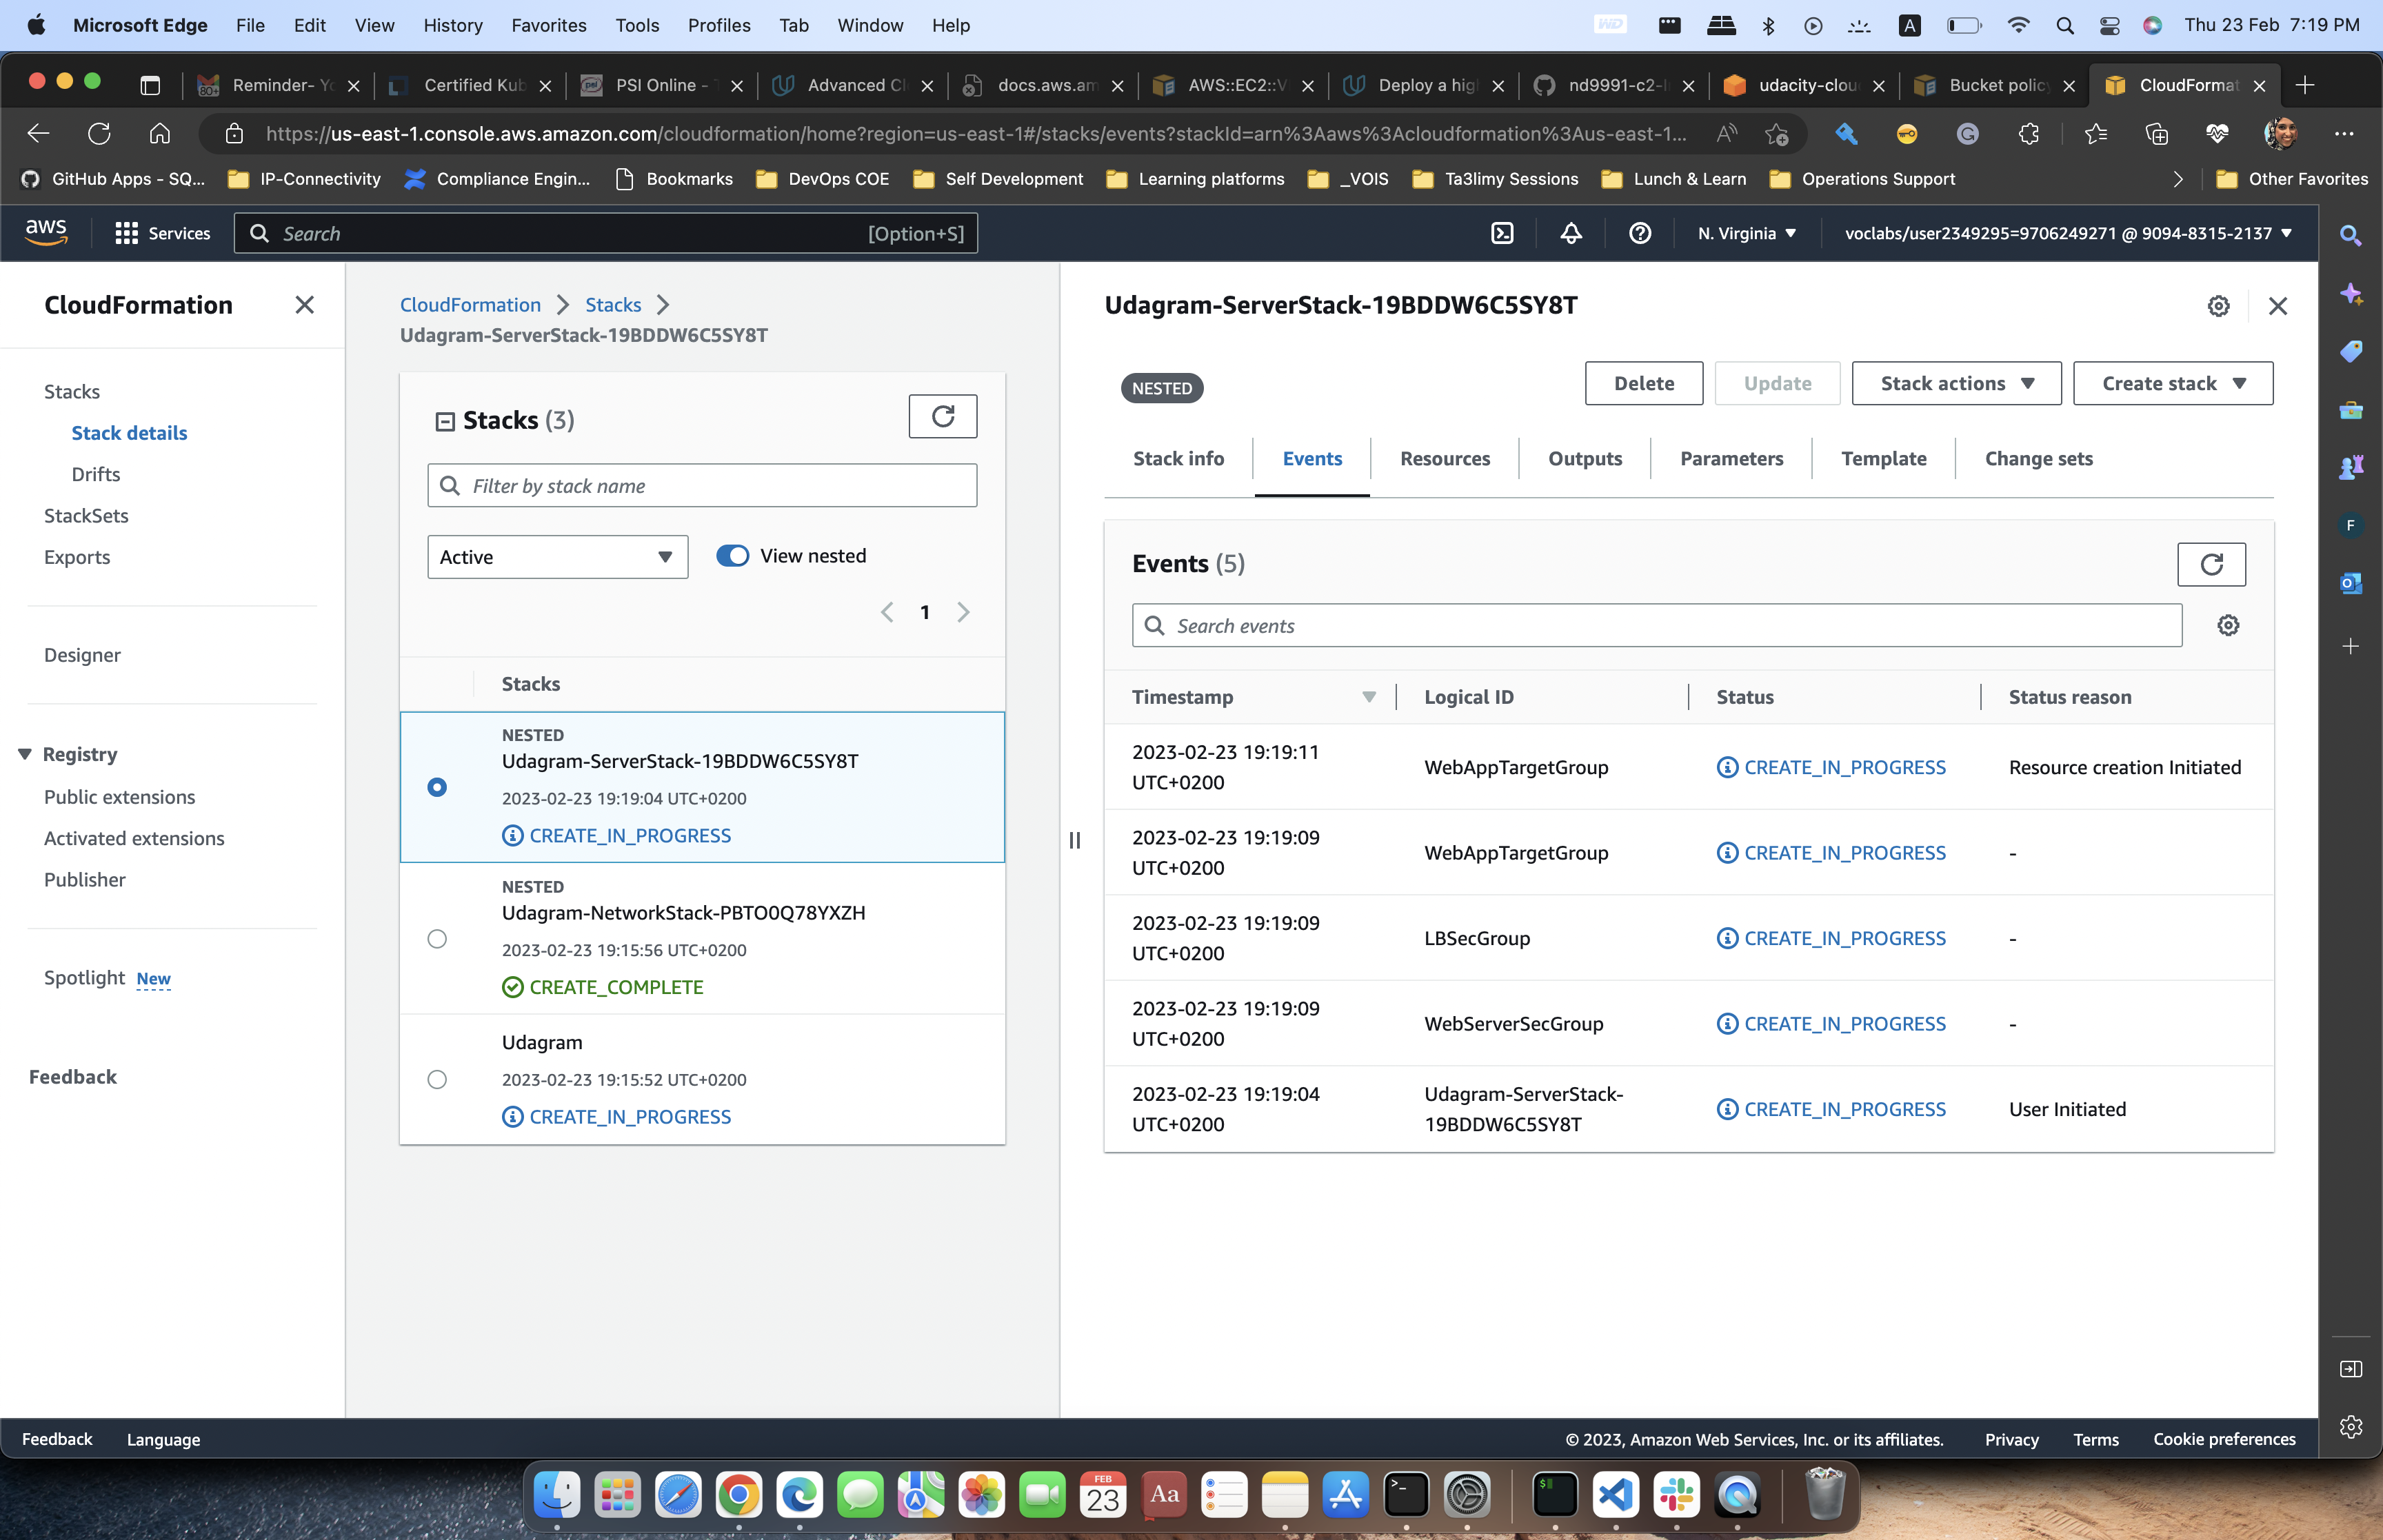 Microsoft Edge File Edit View History Favorites Tools Profiles Tab Window Help
WD A Thu 23 Feb 7:19 PM
Reminder- Yo Certified Kub PSI Online - Advanced Cl docs.aws.am AWS::EC2::V Deploy a hig nd9991-c2- udacity-clou Bucket policy CloudFormat
https://us-east-1.console.aws.amazon.com/cloudformation/home?region=us-east-1#/stacks/events?stackId=arn%3Aaws%3Acloudformation%3Aus-east-1...
GitHub Apps - SQ... IP-Connectivity Compliance Engin... Bookmarks DevOps COE Self Development Learning platforms _VOIS Ta3limy Sessions Lunch & Learn Operations Support Other Favorites
aws Services Search [Option+S] N. Virginia voclabs/user2349295=9706249271 @ 9094-8315-2137
CloudFormation
Stacks
Stack details
Drifts
StackSets
Exports
Designer
Registry
Public extensions
Activated extensions
Publisher
Spotlight New
Feedback
CloudFormation Stacks
Udagram-ServerStack-19BDDW6C5SY8T
Stacks (3)
Filter by stack name
Active View nested
1
Stacks
NESTED
Udagram-ServerStack-19BDDW6C5SY8T
2023-02-23 19:19:04 UTC+0200
CREATE_IN_PROGRESS
NESTED
Udagram-NetworkStack-PBTO0Q78YXZH
2023-02-23 19:15:56 UTC+0200
CREATE_COMPLETE
Udagram
2023-02-23 19:15:52 UTC+0200
CREATE_IN_PROGRESS
Udagram-ServerStack-19BDDW6C5SY8T
NESTED Delete Update Stack actions Create stack
Stack info Events Resources Outputs Parameters Template Change sets
Events (5)
Search events
Timestamp Logical ID Status Status reason
2023-02-23 19:19:11
UTC+0200
WebAppTargetGroup CREATE_IN_PROGRESS Resource creation Initiated
2023-02-23 19:19:09
UTC+0200
WebAppTargetGroup CREATE_IN_PROGRESS -
2023-02-23 19:19:09
UTC+0200
LBSecGroup CREATE_IN_PROGRESS -
2023-02-23 19:19:09
UTC+0200
WebServerSecGroup CREATE_IN_PROGRESS -
2023-02-23 19:19:04
UTC+0200
Udagram-ServerStack-
19BDDW6C5SY8T
CREATE_IN_PROGRESS User Initiated
F
Feedback Language © 2023, Amazon Web Services, Inc. or its affiliates. Privacy Terms Cookie preferences
FEB
23
Aa